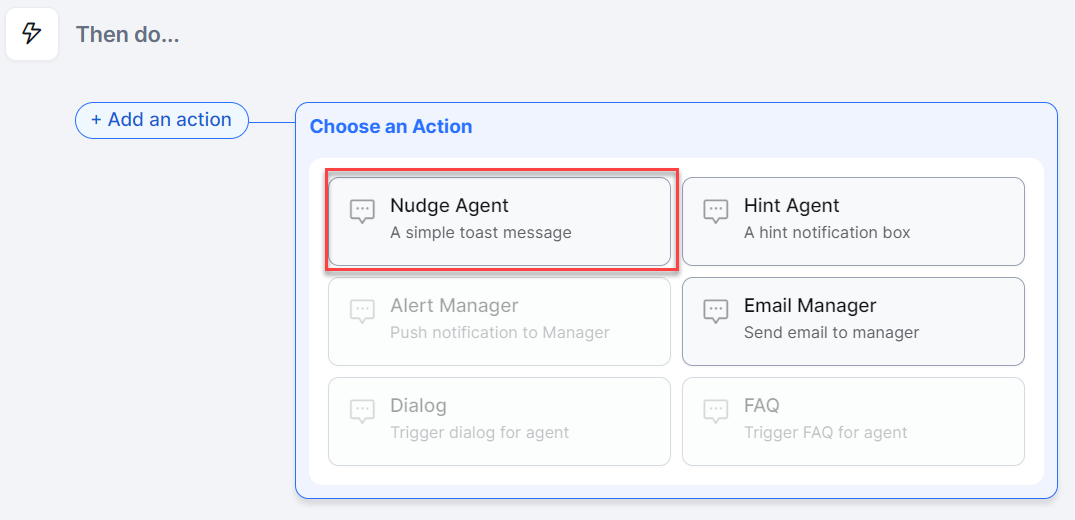 Then do...
+ Add an action
Choose an Action
Nudge Agent
A simple toast message
Hint Agent
A hint notification box
Alert Manager
Push notification to Manager
Email Manager
Send email to manager
Dialog
Trigger dialog for agent
FAQ
Trigger FAQ for agent